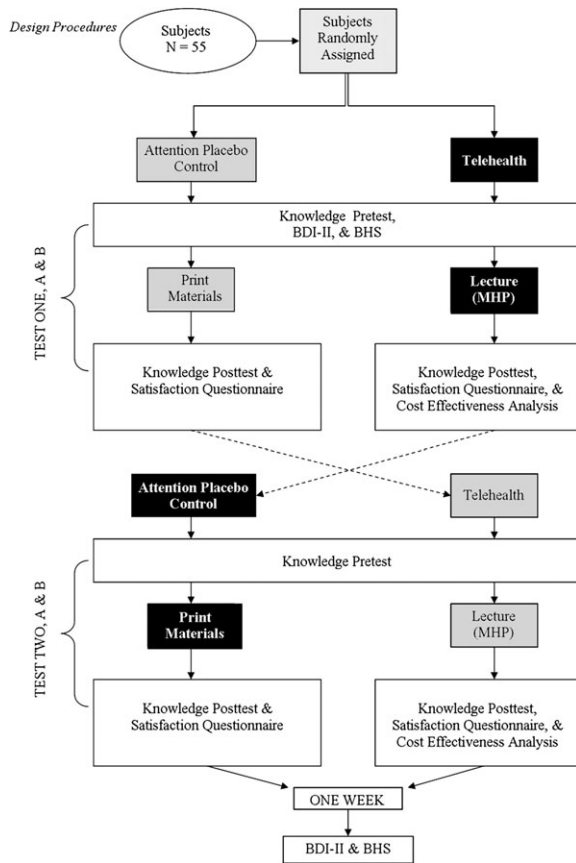 Design Procedures
Subjects
N = 55
Subjects
Randomly
Assigned
Attention Placebo
Control
Telehealth
Knowledge Pretest,
BDI-II, & BHS
TEST ONE, A & B
Print
Materials
Lecture
(MHP)
Knowledge Posttest &
Satisfaction Questionnaire
Knowledge Posttest,
Satisfaction Questionnaire, &
Cost Effectiveness Analysis
Attention Placebo
Control
Telehealth
Knowledge Pretest
TEST TWO, A & B
Print
Materials
Lecture
(MHP)
Knowledge Posttest &
Satisfaction Questionnaire
Knowledge Posttest,
Satisfaction Questionnaire, &
Cost Effectiveness Analysis
ONE WEEK
BDI-II & BHS